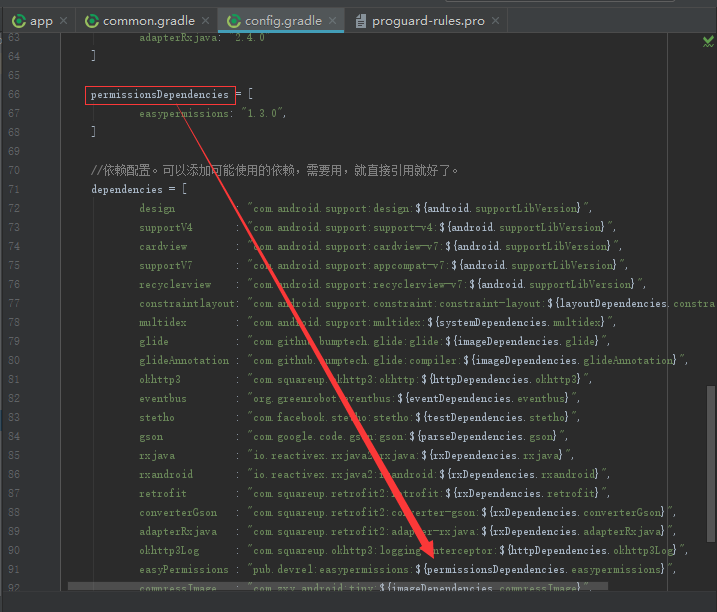 app
common.gradle
config.gradle
proguard-rules.pro
63 adapterRxjava: "2.4.0"
64 ]
65
66 permissionsDependencies = [
67 easypermissions: "1.3.0",
68 ]
69
70 //依赖配置。可以添加可能使用的依赖，需要用，就直接引用就好了。
71 dependencies = [
72 design : "com.android.support:design:${android.supportLibVersion}",
73 supportV4 : "com.android.support:support-v4:${android.supportLibVersion}",
74 cardview : "com.android.support:cardview-v7:${android.supportLibVersion}",
75 supportV7 : "com.android.support:appcompat-v7:${android.supportLibVersion}",
76 recyclerview : "com.android.support:recyclerview-v7:${android.supportLibVersion}",
77 constraintlayout: "com.android.support.constraint:constraint-layout:${layoutDependencies.constra
78 multidex : "com.android.support:multidex:${systemDependencies.multidex}",
79 glide : "com.github.bumptech.glide:glide:${imageDependencies.glide}",
80 glideAnnotation : "com.github.bumptech.glide:compiler:${imageDependencies.glideAnnotation}",
81 okhttp3 : "com.squareup.okhttp3:okhttp:${httpDependencies.okhttp3}",
82 eventbus : "org.greenrobot:eventbus:${eventDependencies.eventbus}",
83 stetho : "com.facebook.stetho:stetho:${testDependencies.stetho}",
84 gson : "com.google.code.gson:gson:${parseDependencies.gson}",
85 rxjava : "io.reactivex.rxjava2:rxjava:${rxDependencies.rxjava}",
86 rxandroid : "io.reactivex.rxjava2:rxandroid:${rxDependencies.rxandroid}",
87 retrofit : "com.squareup.retrofit2:retrofit:${rxDependencies.retrofit}",
88 converterGson : "com.squareup.retrofit2:converter-gson:${rxDependencies.converterGson}",
89 adapterRxjava : "com.squareup.retrofit2:adapter-rxjava:${rxDependencies.adapterRxjava}",
90 okhttp3Log : "com.squareup.okhttp3:logging-interceptor:${httpDependencies.okhttp3Log}",
91 easyPermissions : "pub.devrel:easypermissions:${permissionsDependencies.easypermissions}",
92 compressImage : "com.zxy.android:tiny:${imageDependencies.compressImage}",